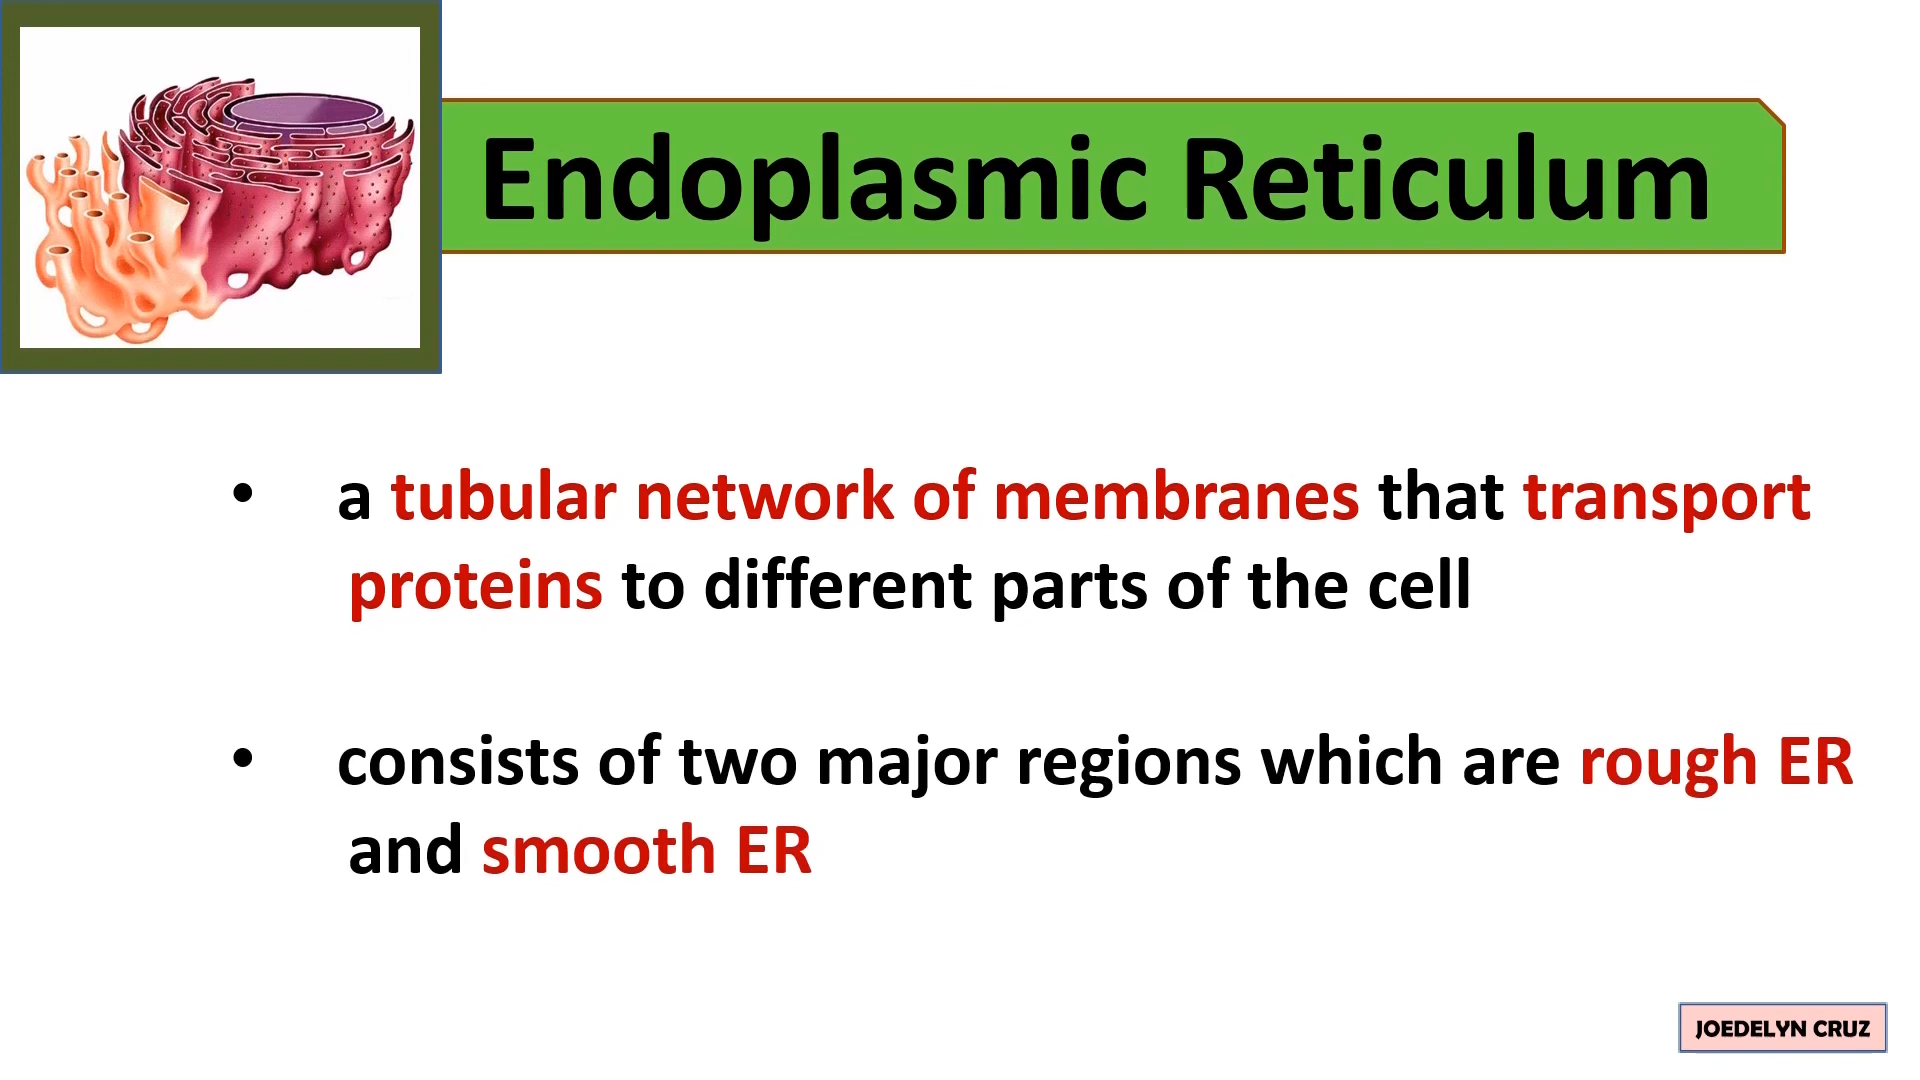 Endoplasmic Reticulum
• a tubular network of membranes that transport
proteins to different parts of the cell
• consists of two major regions which are rough ER
and smooth ER
JOEDELYN CRUZ